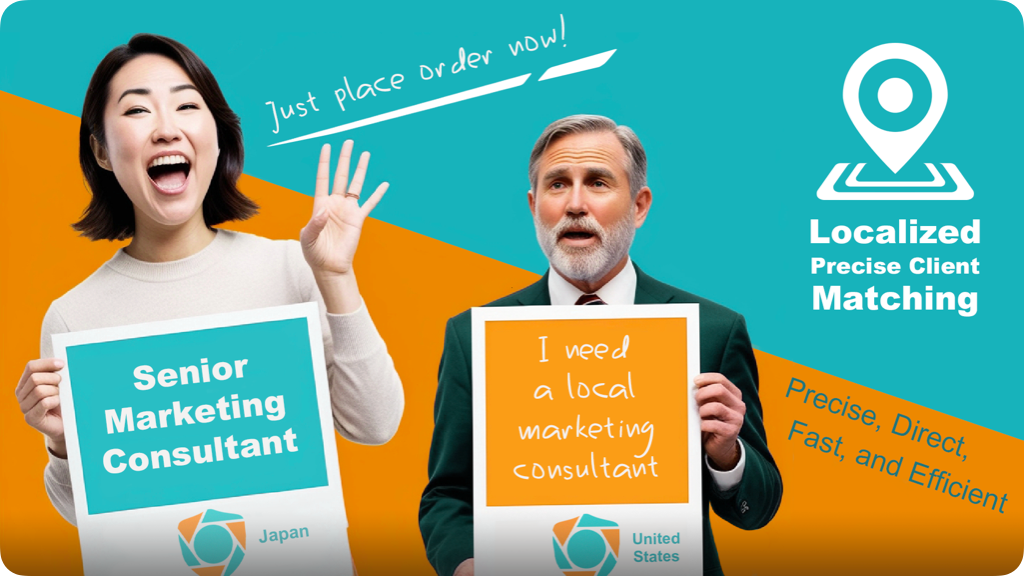 Just place order now!
Localized
Precise Client
Matching
Senior
Marketing
Consultant
Japan
I need
a local
marketing
consultant
United
States
Precise, Direct,
Fast, and Efficient